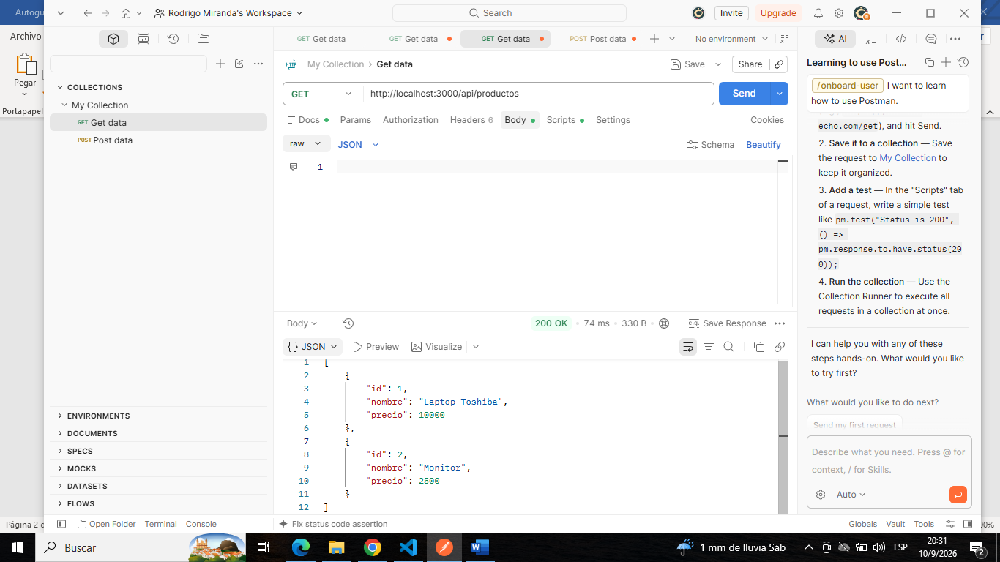 Autogu
Archivo
Pegar
Portapapel
Página 2 d
00%
Rodrigo Miranda's Workspace
Search
Invite
Upgrade
GET Get data
GET Get data
GET Get data
POST Post data
No environment
AI
COLLECTIONS
My Collection
GET Get data
POST Post data
ENVIRONMENTS
DOCUMENTS
SPECS
MOCKS
DATASETS
FLOWS
HTTP My Collection > Get data
Save
Share
GET
http://localhost:3000/api/productos
Send
Docs
Params
Authorization
Headers 6
Body
Scripts
Settings
Cookies
raw
JSON
Schema
Beautify
1
Body
200 OK • 74 ms • 330 B
e.g. Save Response
{} JSON
Preview
Visualize
1 [
2 {
3 "id": 1,
4 "nombre": "Laptop Toshiba",
5 "precio": 10000
6 },
7 {
8 "id": 2,
9 "nombre": "Monitor",
10 "precio": 2500
11 }
12 ]
Learning to use Post...
/onboard-user I want to learn
how to use Postman.
echo.com/get), and hit Send.
2. Save it to a collection — Save
the request to My Collection to
keep it organized.
3. Add a test — In the "Scripts" tab
of a request, write a simple test
like pm.test("Status is 200",
() =>
pm.response.to.have.status(20
0));
4. Run the collection — Use the
Collection Runner to execute all
requests in a collection at once.
I can help you with any of these
steps hands-on. What would you like
to try first?
What would you like to do next?
Send my first request
Describe what you need. Press @ for
context, / for Skills.
Auto
Open Folder
Terminal
Console
Fix status code assertion
Globals
Vault
Tools
Buscar
1 mm de lluvia Sáb
ESP
20:31
10/9/2026
2